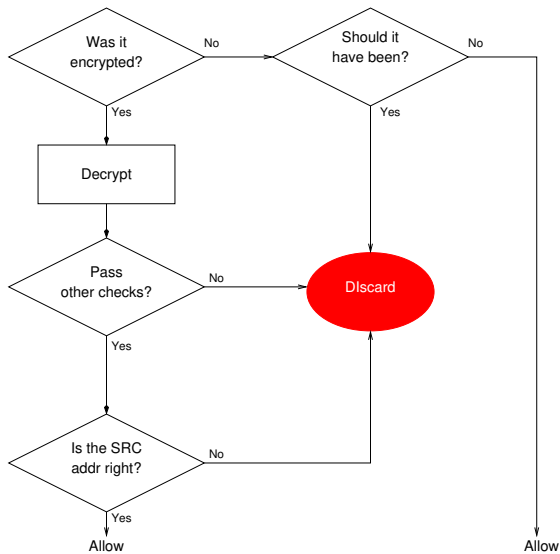 Was it
encrypted?
No
Should it
have been?
No
Yes
Yes
Decrypt
Pass
other checks?
No
DIscard
Yes
Is the SRC
addr right?
No
Yes
Allow
Allow